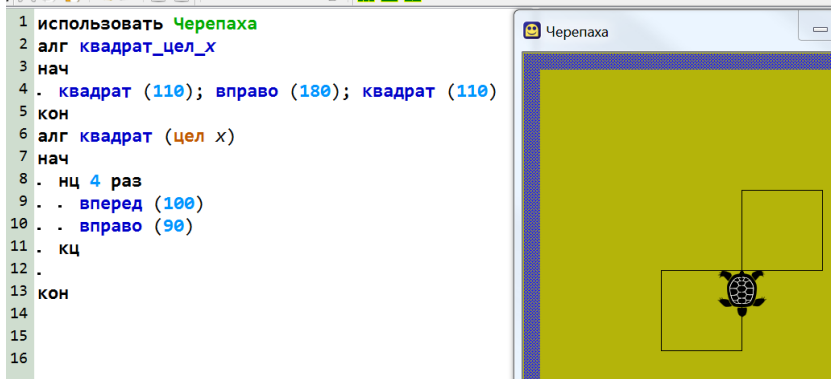 1 использовать Черепаха
2 алг квадрат_цел_x
3 нач
4 . квадрат (110); вправо (180); квадрат (110)
5 кон
6 алг квадрат (цел x)
7 нач
8 . нц 4 раз
9 . . вперед (100)
10 . . вправо (90)
11 . кц
12 .
13 кон
14
15
16
Черепаха